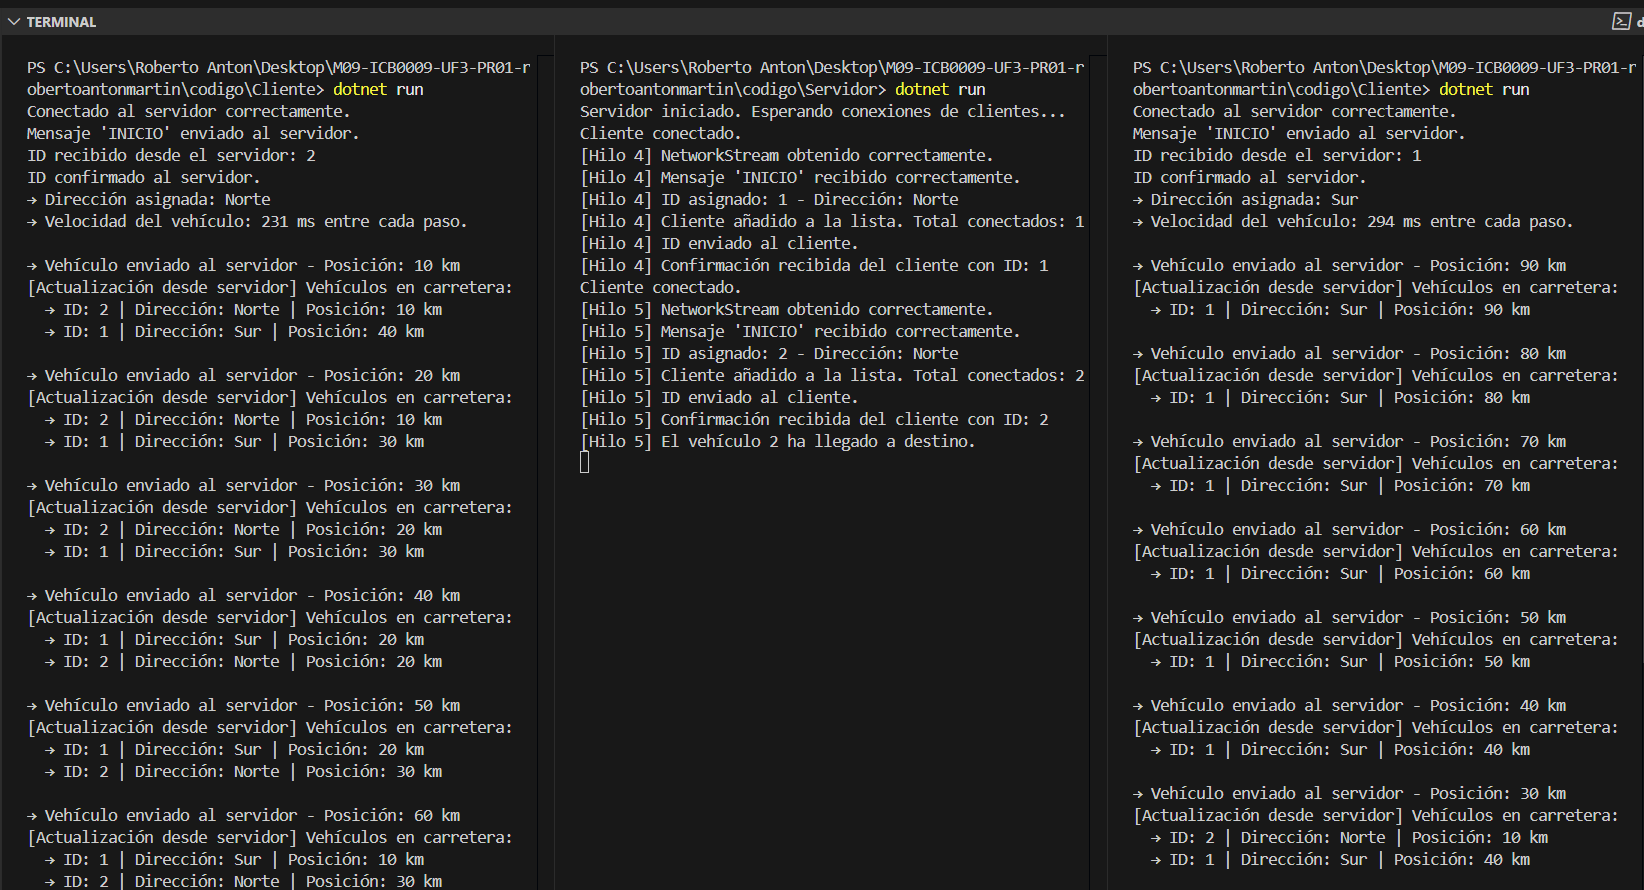 TERMINAL
PS C:\Users\Roberto Anton\Desktop\M09-ICB0009-UF3-PR01-r
obertoantonmartin\codigo\Cliente> dotnet run
Conectado al servidor correctamente.
Mensaje 'INICIO' enviado al servidor.
ID recibido desde el servidor: 2
ID confirmado al servidor.
→ Dirección asignada: Norte
→ Velocidad del vehículo: 231 ms entre cada paso.
→ Vehículo enviado al servidor - Posición: 10 km
[Actualización desde servidor] Vehículos en carretera:
→ ID: 2 | Dirección: Norte | Posición: 10 km
→ ID: 1 | Dirección: Sur | Posición: 40 km
→ Vehículo enviado al servidor - Posición: 20 km
[Actualización desde servidor] Vehículos en carretera:
→ ID: 2 | Dirección: Norte | Posición: 10 km
→ ID: 1 | Dirección: Sur | Posición: 30 km
→ Vehículo enviado al servidor - Posición: 30 km
[Actualización desde servidor] Vehículos en carretera:
→ ID: 2 | Dirección: Norte | Posición: 20 km
→ ID: 1 | Dirección: Sur | Posición: 30 km
→ Vehículo enviado al servidor - Posición: 40 km
[Actualización desde servidor] Vehículos en carretera:
→ ID: 1 | Dirección: Sur | Posición: 20 km
→ ID: 2 | Dirección: Norte | Posición: 20 km
→ Vehículo enviado al servidor - Posición: 50 km
[Actualización desde servidor] Vehículos en carretera:
→ ID: 1 | Dirección: Sur | Posición: 20 km
→ ID: 2 | Dirección: Norte | Posición: 30 km
→ Vehículo enviado al servidor - Posición: 60 km
[Actualización desde servidor] Vehículos en carretera:
→ ID: 1 | Dirección: Sur | Posición: 10 km
→ ID: 2 | Dirección: Norte | Posición: 30 km
PS C:\Users\Roberto Anton\Desktop\M09-ICB0009-UF3-PR01-r
obertoantonmartin\codigo\Servidor> dotnet run
Servidor iniciado. Esperando conexiones de clientes...
Cliente conectado.
[Hilo 4] NetworkStream obtenido correctamente.
[Hilo 4] Mensaje 'INICIO' recibido correctamente.
[Hilo 4] ID asignado: 1 - Dirección: Norte
[Hilo 4] Cliente añadido a la lista. Total conectados: 1
[Hilo 4] ID enviado al cliente.
[Hilo 4] Confirmación recibida del cliente con ID: 1
Cliente conectado.
[Hilo 5] NetworkStream obtenido correctamente.
[Hilo 5] Mensaje 'INICIO' recibido correctamente.
[Hilo 5] ID asignado: 2 - Dirección: Norte
[Hilo 5] Cliente añadido a la lista. Total conectados: 2
[Hilo 5] ID enviado al cliente.
[Hilo 5] Confirmación recibida del cliente con ID: 2
[Hilo 5] El vehículo 2 ha llegado a destino.
PS C:\Users\Roberto Anton\Desktop\M09-ICB0009-UF3-PR01-r
obertoantonmartin\codigo\Cliente> dotnet run
Conectado al servidor correctamente.
Mensaje 'INICIO' enviado al servidor.
ID recibido desde el servidor: 1
ID confirmado al servidor.
→ Dirección asignada: Sur
→ Velocidad del vehículo: 294 ms entre cada paso.
→ Vehículo enviado al servidor - Posición: 90 km
[Actualización desde servidor] Vehículos en carretera:
→ ID: 1 | Dirección: Sur | Posición: 90 km
→ Vehículo enviado al servidor - Posición: 80 km
[Actualización desde servidor] Vehículos en carretera:
→ ID: 1 | Dirección: Sur | Posición: 80 km
→ Vehículo enviado al servidor - Posición: 70 km
[Actualización desde servidor] Vehículos en carretera:
→ ID: 1 | Dirección: Sur | Posición: 70 km
→ Vehículo enviado al servidor - Posición: 60 km
[Actualización desde servidor] Vehículos en carretera:
→ ID: 1 | Dirección: Sur | Posición: 60 km
→ Vehículo enviado al servidor - Posición: 50 km
[Actualización desde servidor] Vehículos en carretera:
→ ID: 1 | Dirección: Sur | Posición: 50 km
→ Vehículo enviado al servidor - Posición: 40 km
[Actualización desde servidor] Vehículos en carretera:
→ ID: 1 | Dirección: Sur | Posición: 40 km
→ Vehículo enviado al servidor - Posición: 30 km
[Actualización desde servidor] Vehículos en carretera:
→ ID: 2 | Dirección: Norte | Posición: 10 km
→ ID: 1 | Dirección: Sur | Posición: 40 km